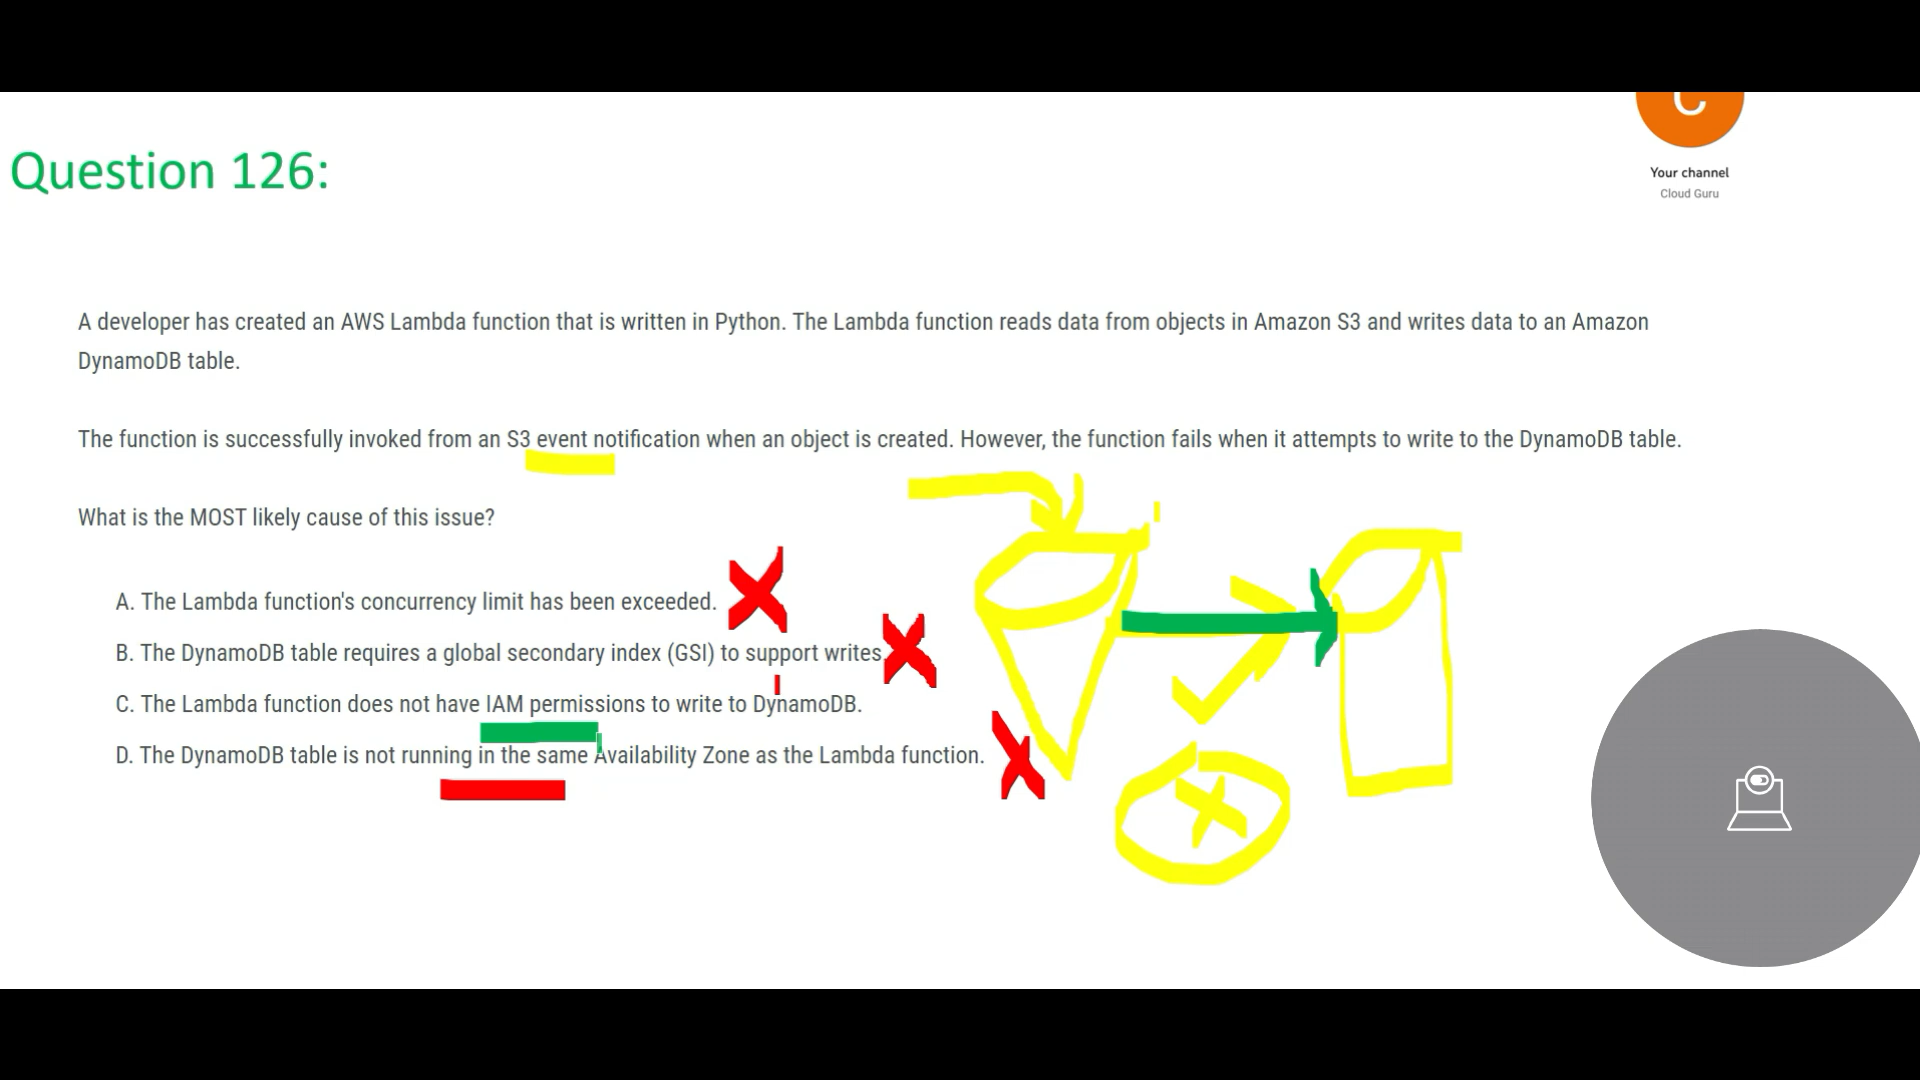 C
Your channel
Cloud Guru
Question 126:
A developer has created an AWS Lambda function that is written in Python. The Lambda function reads data from objects in Amazon S3 and writes data to an Amazon
DynamoDB table.
The function is successfully invoked from an S3 event notification when an object is created. However, the function fails when it attempts to write to the DynamoDB table.
What is the MOST likely cause of this issue?
A. The Lambda function's concurrency limit has been exceeded.
B. The DynamoDB table requires a global secondary index (GSI) to support writes
C. The Lambda function does not have IAM permissions to write to DynamoDB.
D. The DynamoDB table is not running in the same Availability Zone as the Lambda function.